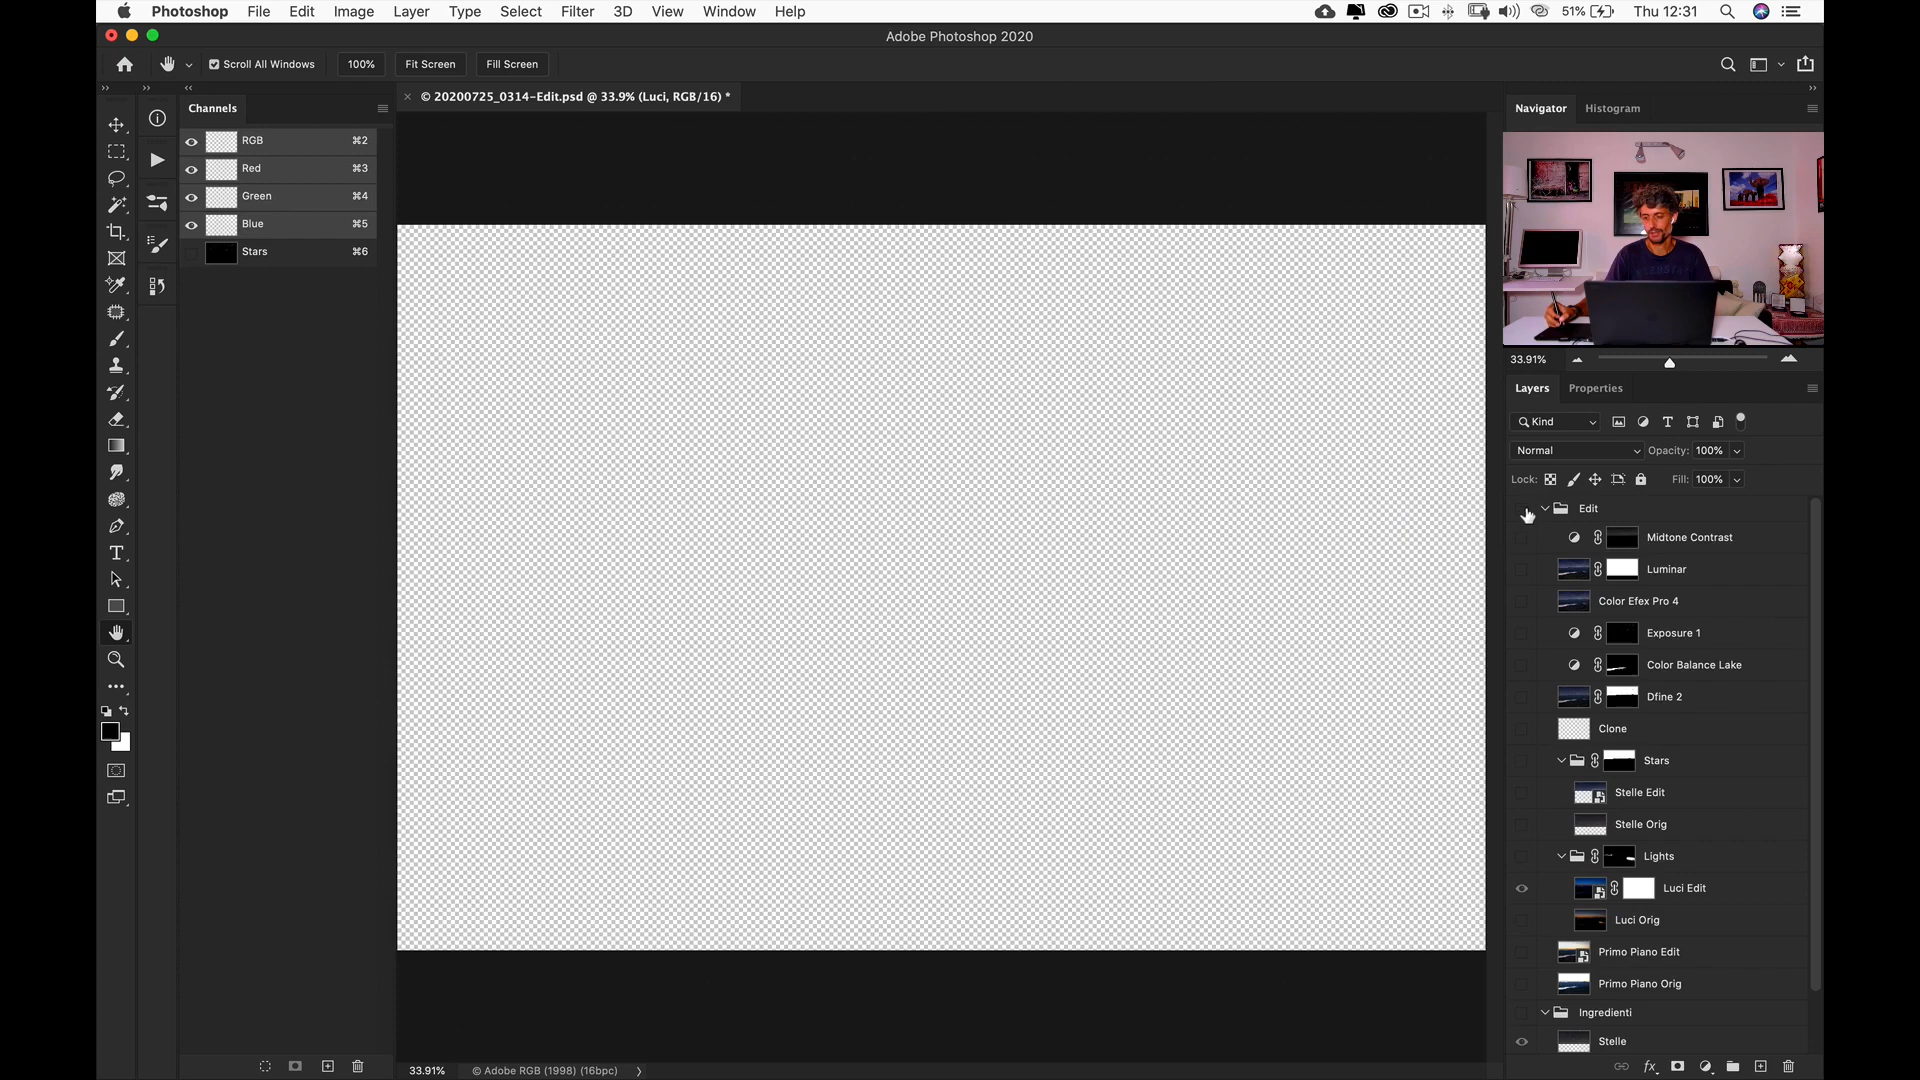 Photoshop File Edit Image Layer Type Select Filter 3D View Window Help 51% Thu 12:31
Adobe Photoshop 2020
Scroll All Windows 100% Fit Screen Fill Screen
Channels
© 20200725_0314-Edit.psd @ 33.9% (Luci, RGB/16) *
Navigator Histogram
RGB ⌘2
Red ⌘3
Green ⌘4
Blue ⌘5
Stars ⌘6
33.91%
Layers Properties
Kind
Normal Opacity: 100%
Lock: Fill: 100%
Edit
Midtone Contrast
Luminar
Color Efex Pro 4
Exposure 1
Color Balance Lake
Dfine 2
Clone
Stars
Stelle Edit
Stelle Orig
Lights
Luci Edit
Luci Orig
Primo Piano Edit
Primo Piano Orig
Ingredienti
Stelle
33.91% © Adobe RGB (1998) (16bpc)